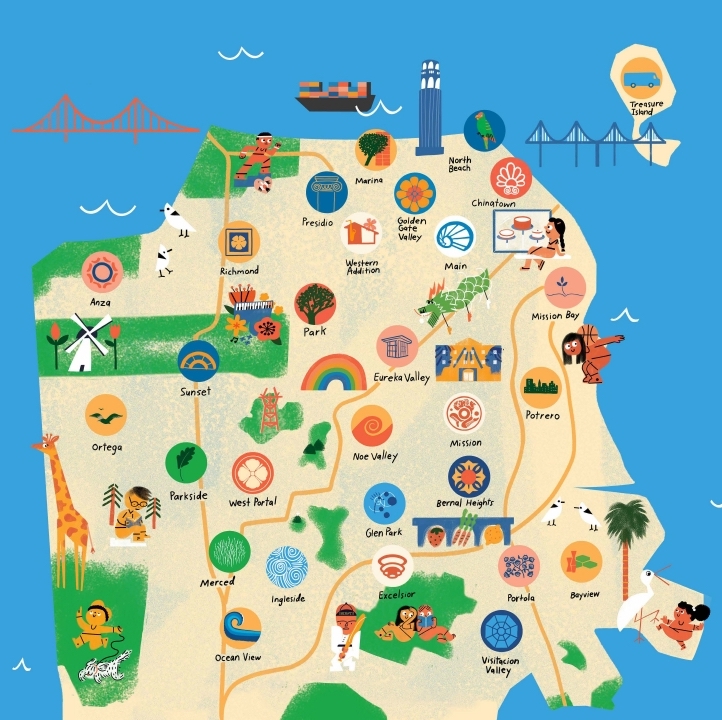 Treasure
Island
Marina
North
Beach
Chinatown
Presidio
Golden
Gate
Valley
Richmond
Western
Addition
Main
Anza
Park
Mission Bay
Sunset
Eureka Valley
Potrero
Ortega
Noe Valley
Mission
Parkside
West Portal
Glen Park
Bernal Heights
Merced
Ingleside
Excelsior
Portola
Bayview
Ocean View
Visitacion
Valley